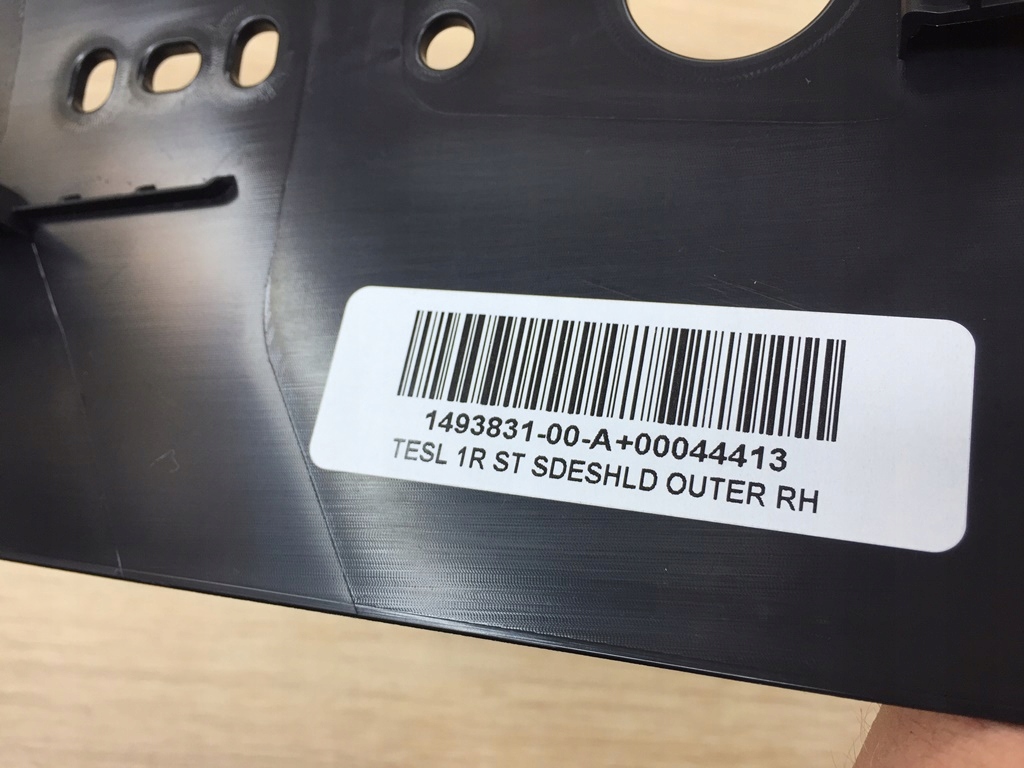 1493831-00-A+00044413
TESL 1R ST SDESHLD OUTER RH